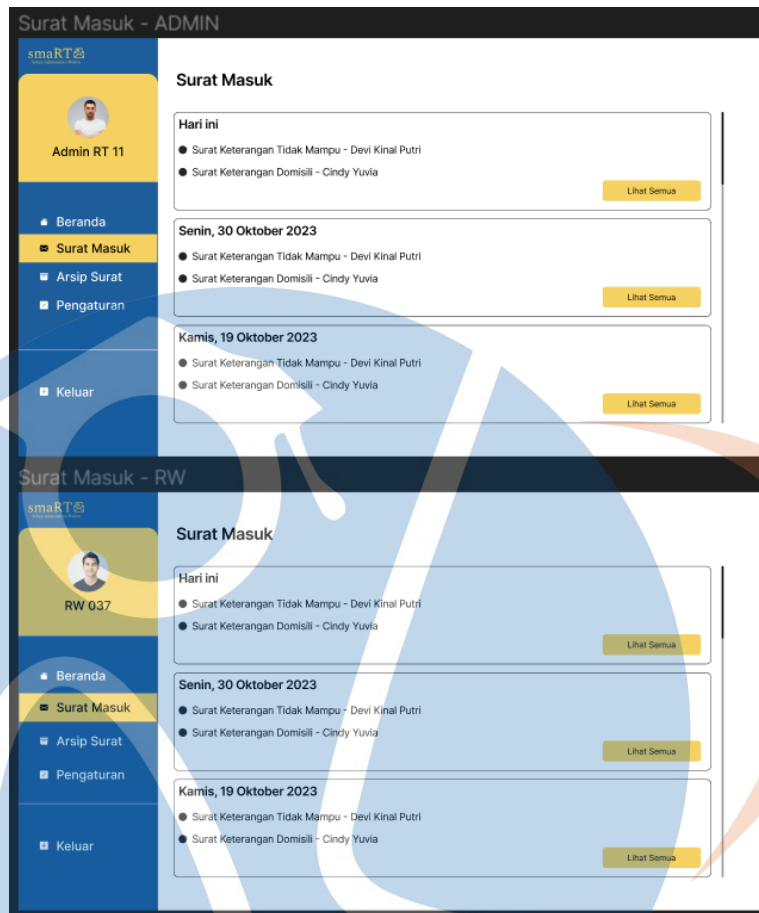 Surat Masuk - ADMIN
smaRT
Surat Masuk
Admin RT 11
Hari ini
Surat Keterangan Tidak Mampu - Devi Kinal Putri
Surat Keterangan Domisili - Cindy Yuvia
Lihat Semua
Beranda
Surat Masuk
Arsip Surat
Pengaturan
Keluar
Senin, 30 Oktober 2023
Surat Keterangan Tidak Mampu - Devi Kinal Putri
Surat Keterangan Domisili - Cindy Yuvia
Lihat Semua
Kamis, 19 Oktober 2023
Surat Keterangan Tidak Mampu - Devi Kinal Putri
Surat Keterangan Domisili - Cindy Yuvia
Lihat Semua
Surat Masuk - RW
smaRT
Surat Masuk
RW 037
Hari ini
Surat Keterangan Tidak Mampu - Devi Kinal Putri
Surat Keterangan Domisili - Cindy Yuvia
Lihat Semua
Beranda
Surat Masuk
Arsip Surat
Pengaturan
Keluar
Senin, 30 Oktober 2023
Surat Keterangan Tidak Mampu - Devi Kinal Putri
Surat Keterangan Domisili - Cindy Yuvia
Lihat Semua
Kamis, 19 Oktober 2023
Surat Keterangan Tidak Mampu - Devi Kinal Putri
Surat Keterangan Domisili - Cindy Yuvia
Lihat Semua